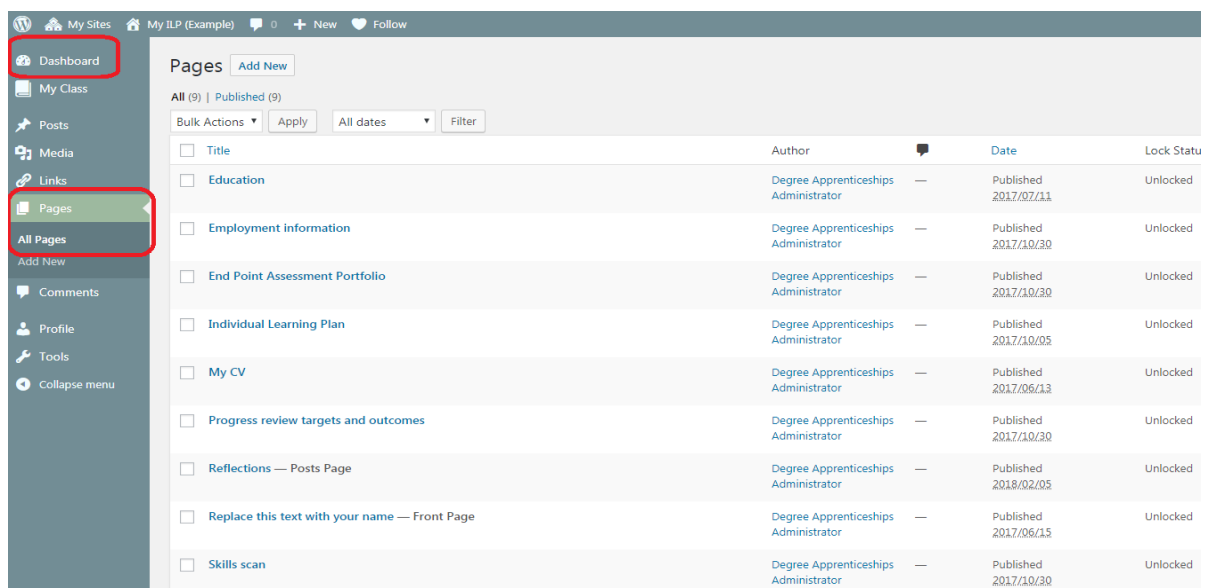 My Sites My ILP (Example) 0 New Follow
Dashboard
My Class
Posts
Media
Links
Pages
All Pages
Add New
Comments
Profile
Tools
Collapse menu
Pages Add New
All (9) | Published (9)
Bulk Actions Apply All dates Filter
Title Author Date Lock Statu
Education Degree Apprenticeships — Published Unlocked
Administrator 2017/07/11
Employment information Degree Apprenticeships — Published Unlocked
Administrator 2017/10/30
End Point Assessment Portfolio Degree Apprenticeships — Published Unlocked
Administrator 2017/10/30
Individual Learning Plan Degree Apprenticeships — Published Unlocked
Administrator 2017/10/05
My CV Degree Apprenticeships — Published Unlocked
Administrator 2017/06/13
Progress review targets and outcomes Degree Apprenticeships — Published Unlocked
Administrator 2017/10/30
Reflections — Posts Page Degree Apprenticeships — Published Unlocked
Administrator 2018/02/05
Replace this text with your name — Front Page Degree Apprenticeships — Published Unlocked
Administrator 2017/06/15
Skills scan Degree Apprenticeships — Published Unlocked
Administrator 2017/10/30